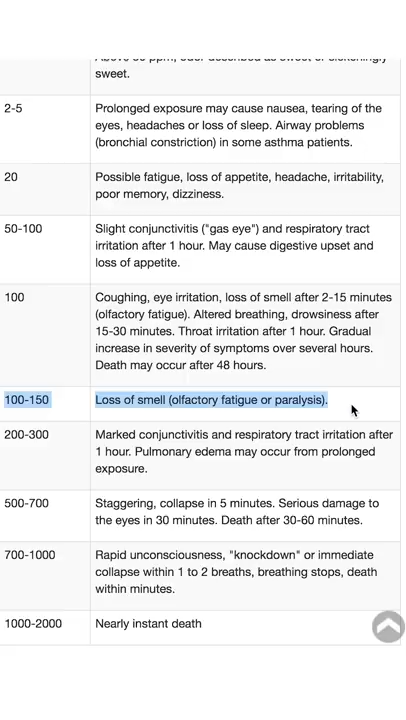 sweet.
2-5
Prolonged exposure may cause nausea, tearing of the
eyes, headaches or loss of sleep. Airway problems
(bronchial constriction) in some asthma patients.
20
Possible fatigue, loss of appetite, headache, irritability,
poor memory, dizziness.
50-100
Slight conjunctivitis ("gas eye") and respiratory tract
irritation after 1 hour. May cause digestive upset and
loss of appetite.
100
Coughing, eye irritation, loss of smell after 2-15 minutes
(olfactory fatigue). Altered breathing, drowsiness after
15-30 minutes. Throat irritation after 1 hour. Gradual
increase in severity of symptoms over several hours.
Death may occur after 48 hours.
100-150
Loss of smell (olfactory fatigue or paralysis).
200-300
Marked conjunctivitis and respiratory tract irritation after
1 hour. Pulmonary edema may occur from prolonged
exposure.
500-700
Staggering, collapse in 5 minutes. Serious damage to
the eyes in 30 minutes. Death after 30-60 minutes.
700-1000
Rapid unconsciousness, "knockdown" or immediate
collapse within 1 to 2 breaths, breathing stops, death
within minutes.
1000-2000
Nearly instant death